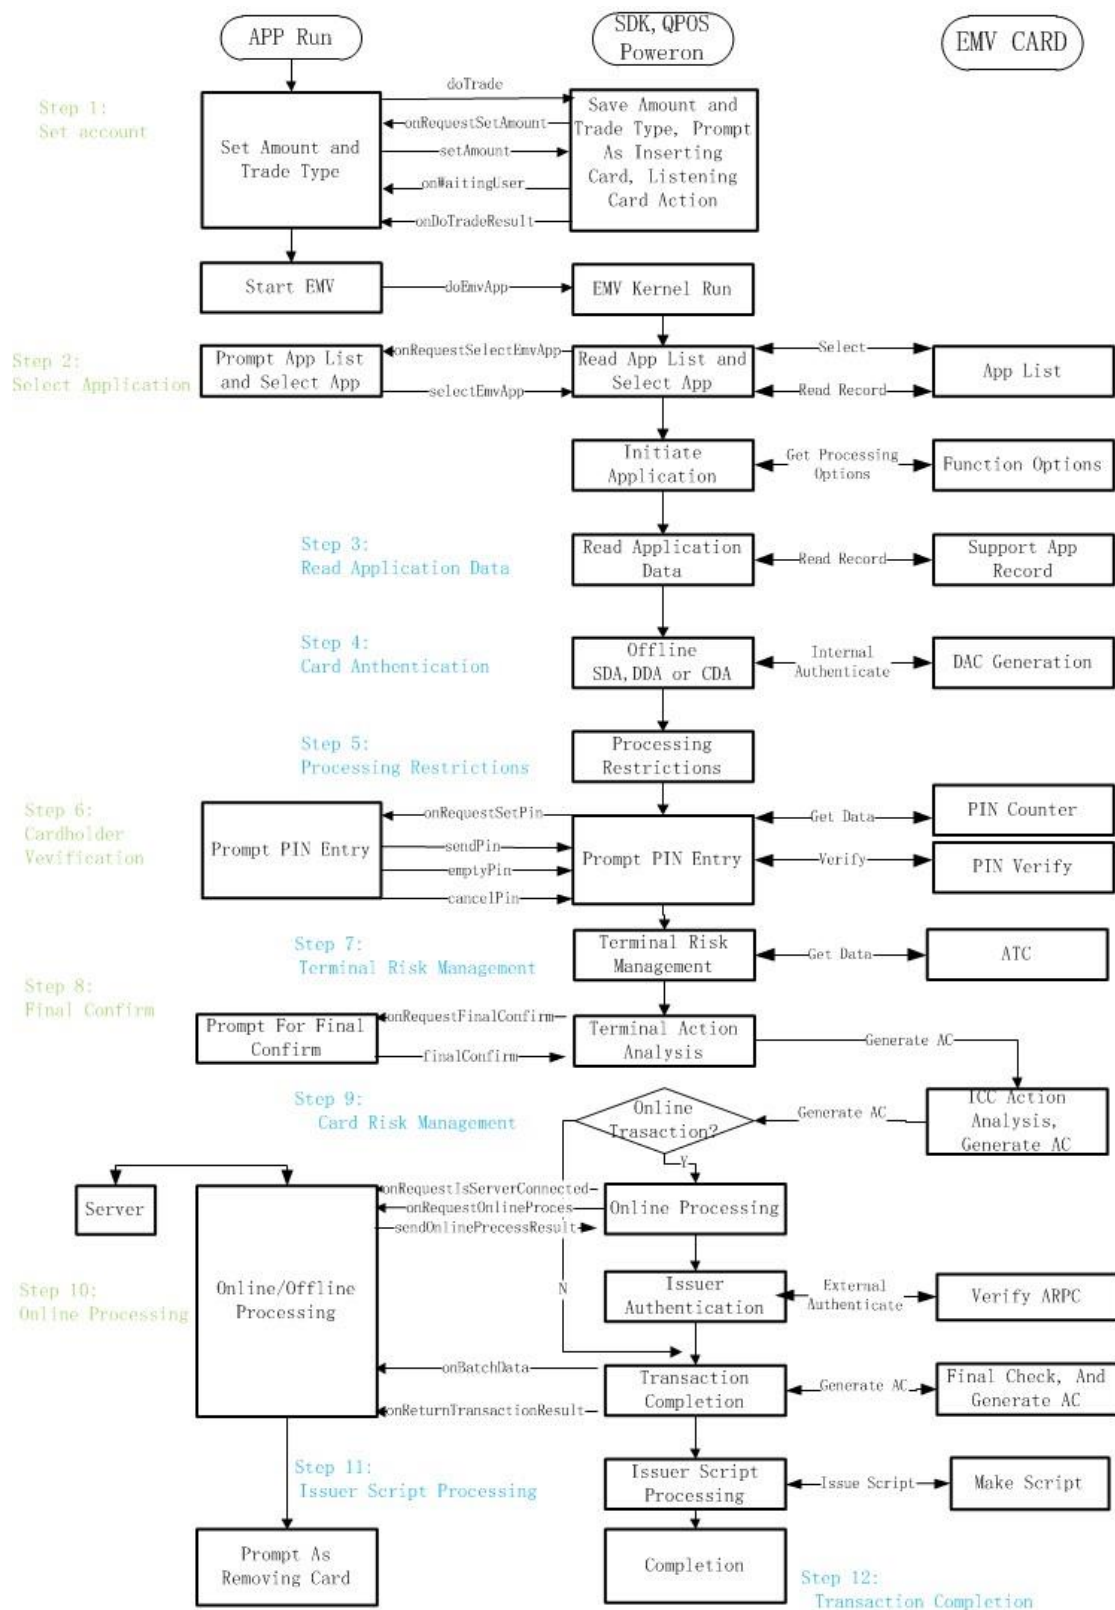 APP Run
SDK,QPOS
Poweron
EMV CARD
Step 1:
Set account
Set Amount and
Trade Type
doTrade
onRequestSetAmount
setAmount
onWaitingUser
onDoTradeResult
Save Amount and
Trade Type, Prompt
As Inserting
Card, Listening
Card Action
Start EMV
doEmvApp
EMV Kernel Run
Step 2:
Select Application
Prompt App List
and Select App
onRequestSelectEmvApp
selectEmvApp
Read App List and
Select App
Select
Read Record
App List
Initiate
Application
Get Processing
Options
Function Options
Step 3:
Read Application Data
Read Application
Data
Read Record
Support App
Record
Step 4:
Card Anthentication
Offline
SDA,DDA or CDA
Internal
Authenticate
DAC Generation
Step 5:
Processing Restrictions
Processing
Restrictions
Step 6:
Cardholder
Vevification
Prompt PIN Entry
onRequestSetPin
sendPin
emptyPin
cancelPin
Prompt PIN Entry
Get Data
Verify
PIN Counter
PIN Verify
Step 7:
Terminal Risk Management
Terminal Risk
Management
Get Data
ATC
Step 8:
Final Confirm
Prompt For Final
Confirm
onRequestFinalConfirm
finalConfirm
Terminal Action
Analysis
Generate AC
Step 9:
Card Risk Management
Online
Trasaction?
Generate AC
ICC Action
Analysis,
Generate AC
Y
Server
onRequestIsServerConnected
onRequestOnlineProces
sendOnlinePrecessResult
Online Processing
Step 10:
Online Processing
Online/Offline
Processing
N
Issuer
Authentication
External
Authenticate
Verify ARPC
onBatchData
onReturnTransactionResult
Transaction
Completion
Generate AC
Final Check, And
Generate AC
Step 11:
Issuer Script Processing
Issuer Script
Processing
Issue Script
Make Script
Prompt As
Removing Card
Completion
Step 12:
Transaction Completion